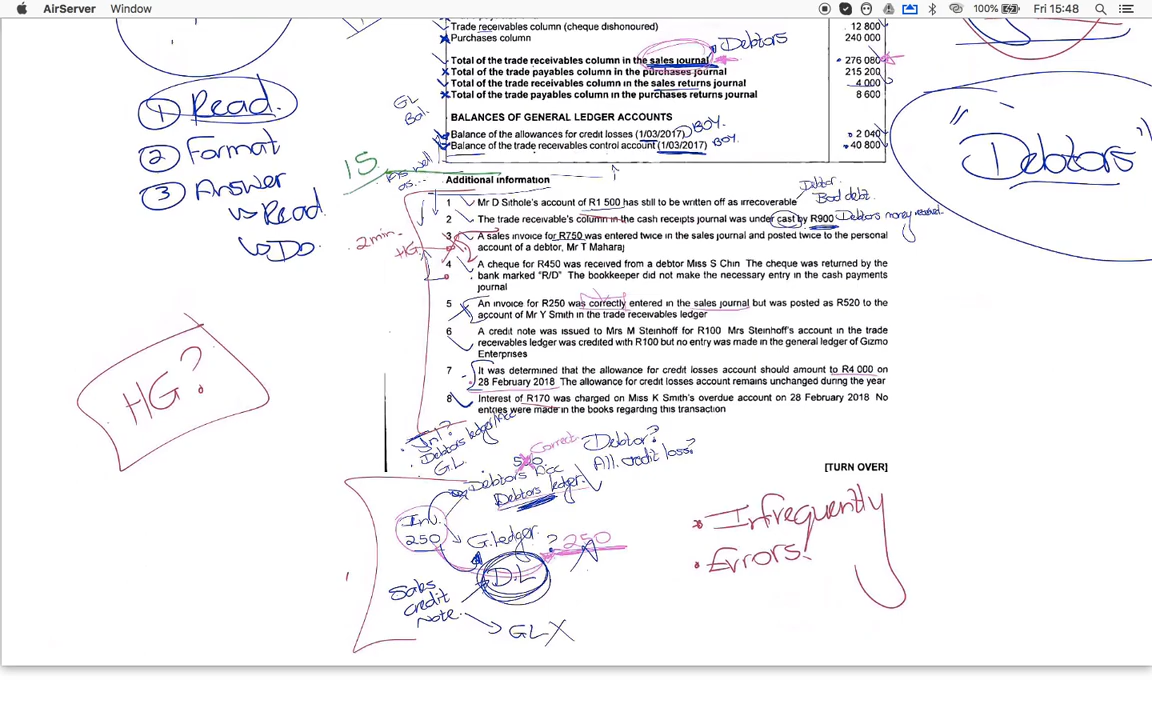 AirServer Window 100% Fri 15:48
Trade receivables column (cheque dishonoured) 12 800
Purchases column 240 000
Debtors
Total of the trade receivables column in the sales journal 276 080
Total of the trade payables column in the purchases journal 215 200
Total of the trade receivables column in the sales returns journal 4 000
Total of the trade payables column in the purchases returns journal 8 600
GL
Bal.
BALANCES OF GENERAL LEDGER ACCOUNTS
Balance of the allowances for credit losses (1/03/2017) BOY. 2 040
Balance of the trade receivables control account (1/03/2017) BOY. 40 800
① Read.
② Format
③ Answer
Read
Do.
"Debtors"
15
Additional information
Debtor
Bad debt.
1 Mr D Sithole's account of R1 500 has still to be written off as irrecoverable
2 The trade receivable's column in the cash receipts journal was under cast by R900 Debtors money received.
3 A sales invoice for R750 was entered twice in the sales journal and posted twice to the personal
account of a debtor, Mr T Maharaj
2 min.
HG
4 A cheque for R450 was received from a debtor Miss S Chin The cheque was returned by the
bank marked "R/D" The bookkeeper did not make the necessary entry in the cash payments
journal
5 An invoice for R250 was correctly entered in the sales journal but was posted as R520 to the
account of Mr Y Smith in the trade receivables ledger
6 A credit note was issued to Mrs M Steinhoff for R100 Mrs Steinhoff's account in the trade
receivables ledger was credited with R100 but no entry was made in the general ledger of Gizmo
Enterprises
7 It was determined that the allowance for credit losses account should amount to R4 000 on
28 February 2018 The allowance for credit losses account remains unchanged during the year
8 Interest of R170 was charged on Miss K Smith's overdue account on 28 February 2018 No
entries were made in the books regarding this transaction
HG?
Debtors ledger
G.L.
Correct
520
Debtor?
All. credit loss?
[TURN OVER]
Debtors Acc
Debtors ledger.
Inv.
250
G.ledger ? 250
D.L
Sabs
credit
Note.
GL X
Infrequently
Errors!